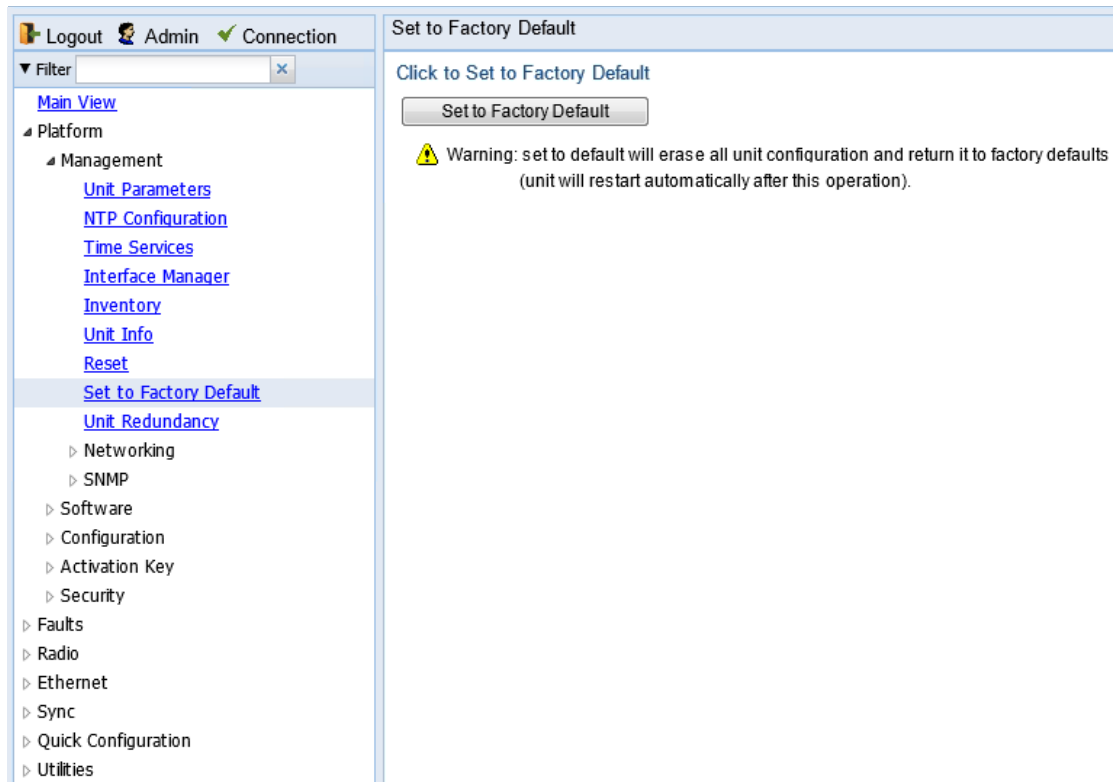 Logout Admin Connection
Filter
Main View
Platform
Management
Unit Parameters
NTP Configuration
Time Services
Interface Manager
Inventory
Unit Info
Reset
Set to Factory Default
Unit Redundancy
Networking
SNMP
Software
Configuration
Activation Key
Security
Faults
Radio
Ethernet
Sync
Quick Configuration
Utilities
Set to Factory Default
Click to Set to Factory Default
Set to Factory Default
Warning: set to default will erase all unit configuration and return it to factory defaults
(unit will restart automatically after this operation).